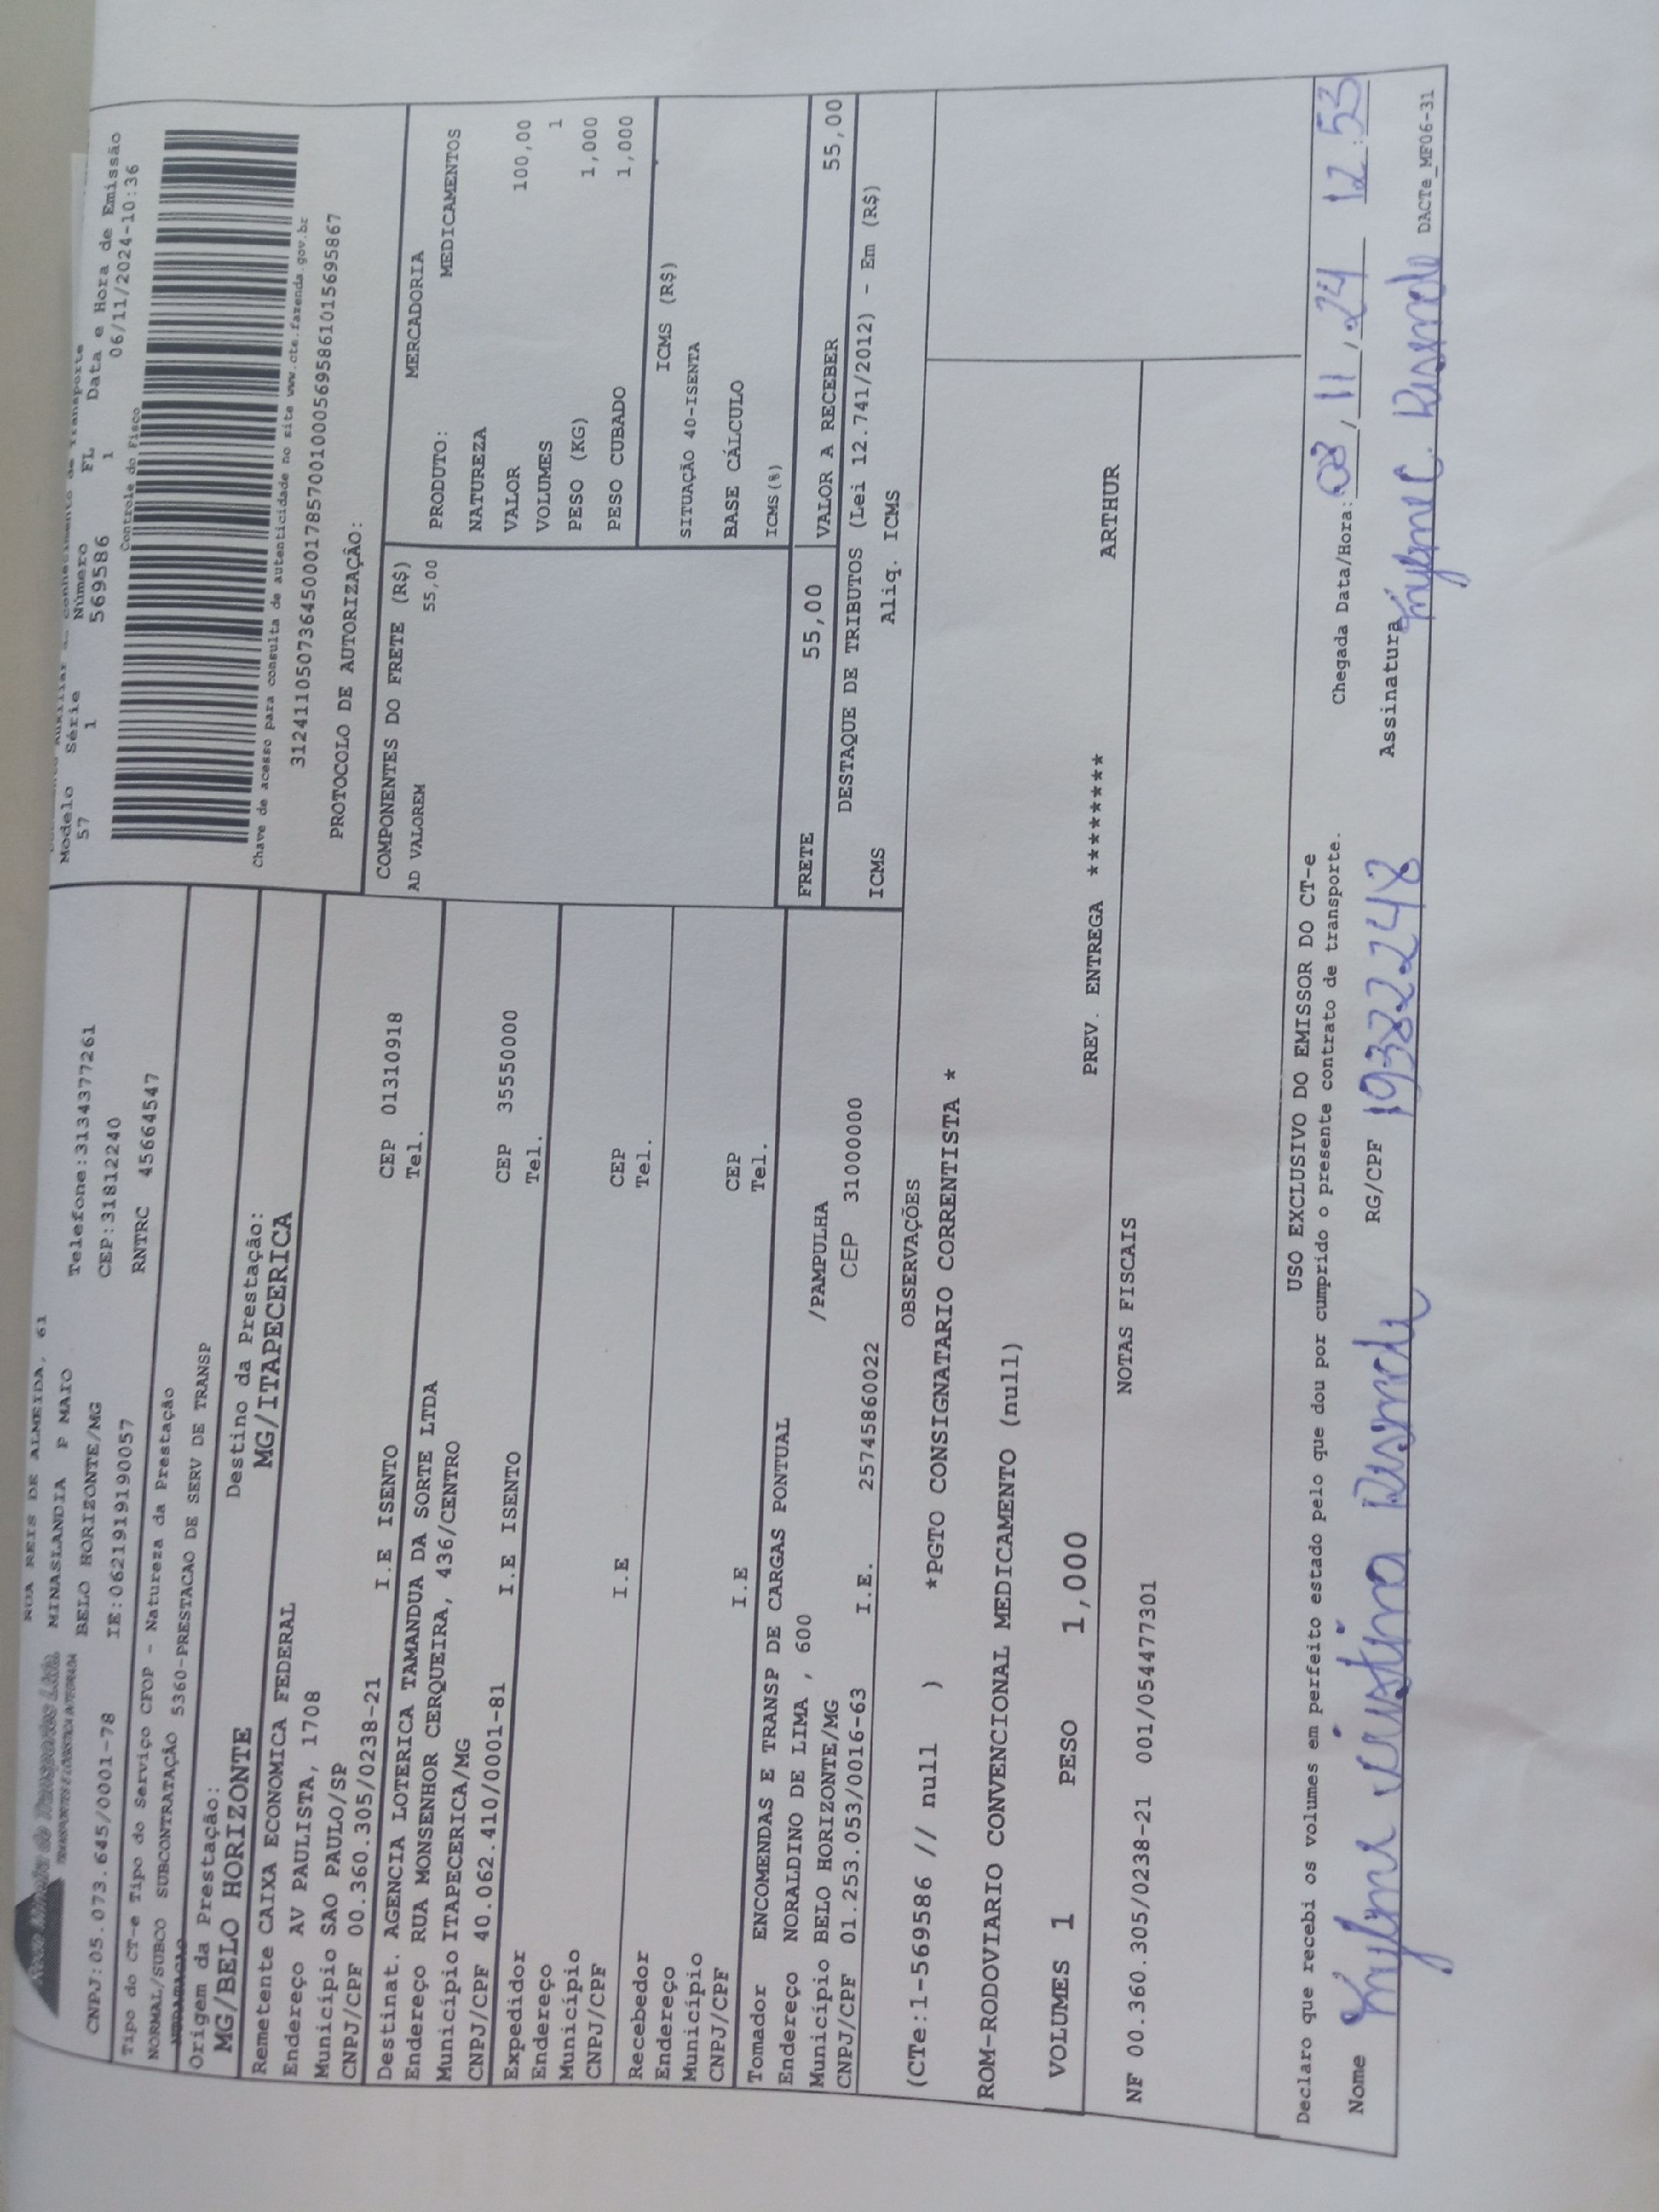 RUA REIS DE ALMEIDA, 61
MINASLANDIA P MAIO
BELO HORIZONTE/MG
Telefone:3134377261
CEP:31812240
CNPJ:05.073.645/0001-78
IE:0621919190057
RNTRC 45664547
Modelo Série Número FL Data e Hora de Emissão
57 1 569586 1 06/11/2024-10:36
Controle do Fisco
Tipo do CT-e Tipo do Serviço CFOP - Natureza da Prestação
NORMAL/SUBCO SUBCONTRATAÇÃO 5360-PRESTACAO DE SERV DE TRANSP
Chave de acesso para consulta de autenticidade no site www.cte.fazenda.gov.br
31241105073645000178570010005695861015695867
PROTOCOLO DE AUTORIZAÇÃO:
Origem da Prestação: Destino da Prestação:
MG/BELO HORIZONTE MG/ITAPECERICA
Remetente CAIXA ECONOMICA FEDERAL
Endereço AV PAULISTA, 1708
Município SAO PAULO/SP CEP 01310918
CNPJ/CPF 00.360.305/0238-21 I.E ISENTO Tel.
Destinat. AGENCIA LOTERICA TAMANDUA DA SORTE LTDA
Endereço RUA MONSENHOR CERQUEIRA, 436/CENTRO
Município ITAPECERICA/MG CEP 35550000
CNPJ/CPF 40.062.410/0001-81 I.E ISENTO Tel.
Expedidor
Endereço
Município CEP
CNPJ/CPF I.E Tel.
Recebedor
Endereço
Município CEP
CNPJ/CPF I.E Tel.
Tomador ENCOMENDAS E TRANSP DE CARGAS PONTUAL
Endereço NORALDINO DE LIMA , 600 /PAMPULHA
Município BELO HORIZONTE/MG CEP 31000000
CNPJ/CPF 01.253.053/0016-63 I.E. 25745860022
COMPONENTES DO FRETE (R$)
AD VALOREM 55,00
MERCADORIA
PRODUTO: MEDICAMENTOS
NATUREZA
VALOR 100,00
VOLUMES 1
PESO (KG) 1,000
PESO CUBADO 1,000
ICMS (R$)
SITUAÇÃO 40-ISENTA
BASE CÁLCULO
ICMS(%)
FRETE 55,00 VALOR A RECEBER 55,00
DESTAQUE DE TRIBUTOS (Lei 12.741/2012) - Em (R$)
ICMS Aliq. ICMS
OBSERVAÇÕES
(CTe:1-569586 // null ) *PGTO CONSIGNATARIO CORRENTISTA *
ROM-RODOVIARIO CONVENCIONAL MEDICAMENTO (null)
VOLUMES 1 PESO 1,000 PREV. ENTREGA ******** ARTHUR
NOTAS FISCAIS
NF 00.360.305/0238-21 001/054477301
USO EXCLUSIVO DO EMISSOR DO CT-e
Declaro que recebi os volumes em perfeito estado pelo que dou por cumprido o presente contrato de transporte.
Chegada Data/Hora: 08/11/24 12:53
Nome Cristina RG/CPF 19382248 Assinatura
DACTe_MF06-31